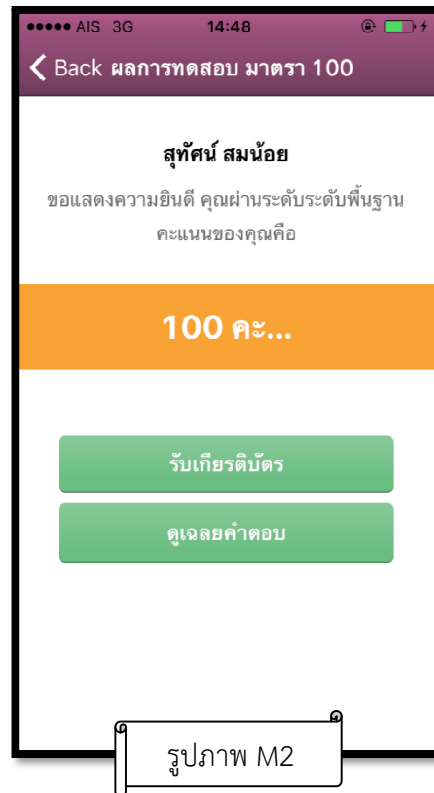 AIS 3G 14:48
Back ผลการทดสอบ มาตรา 100
สุทัศน์ สมน้อย
ขอแสดงความยินดี คุณผ่านระดับระดับพื้นฐาน
คะแนนของคุณคือ
100 คะ...
รับเกียรติบัตร
ดูเฉลยคำตอบ
รูปภาพ M2